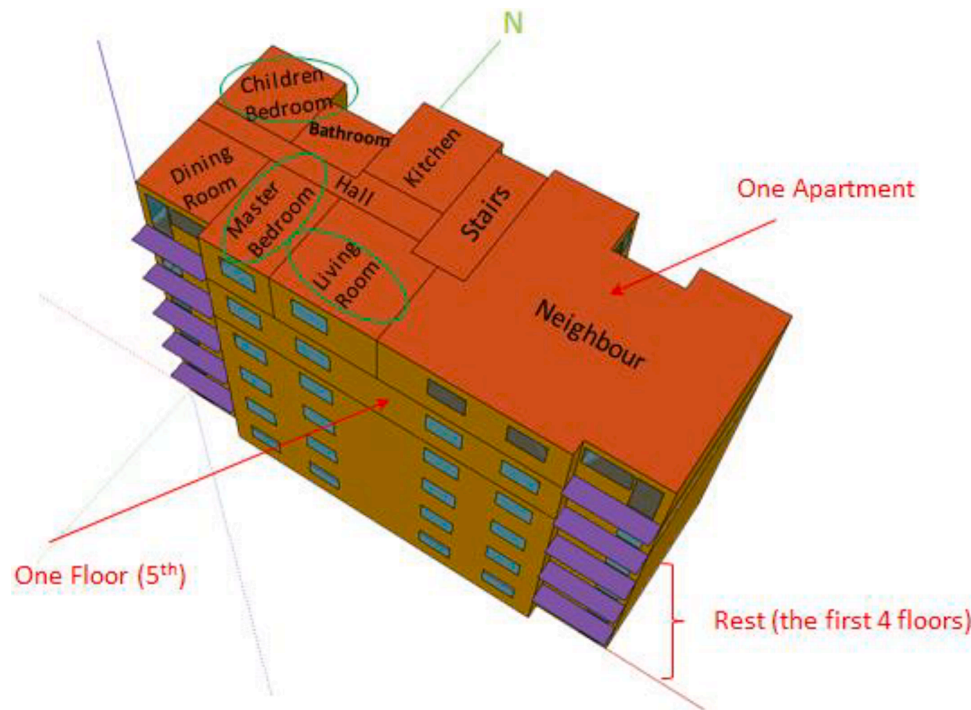 N
Children
Bedroom
Bathroom
Kitchen
Dining
Room
Master
Bedroom
Hall
Stairs
Living
Room
One Apartment
Neighbour
One Floor (5th)
Rest (the first 4 floors)